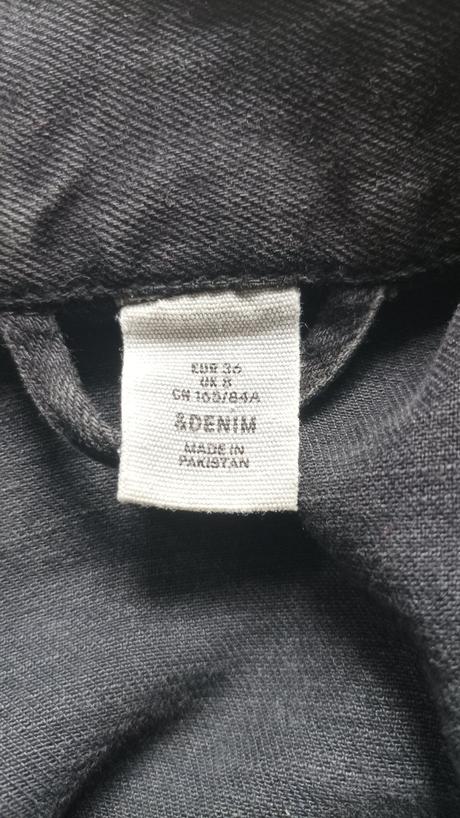 EUR 36
UK 8
CN 165/84A
&DENIM
MADE IN
PAKISTAN